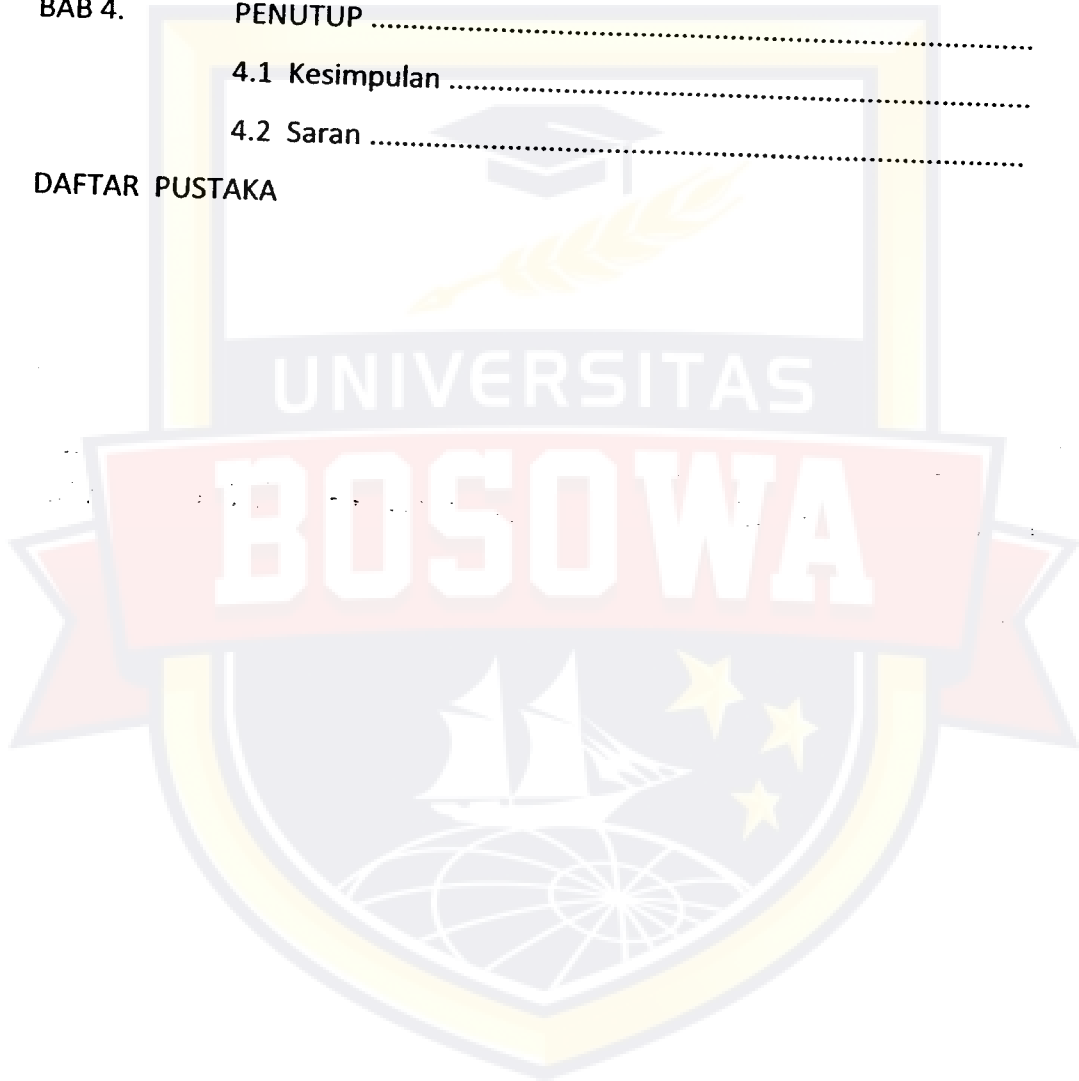 BAB 4. PENUTUP ........................................................................
4.1 Kesimpulan ........................................................................
4.2 Saran ........................................................................
DAFTAR PUSTAKA
UNIVERSITAS
BOSOWA